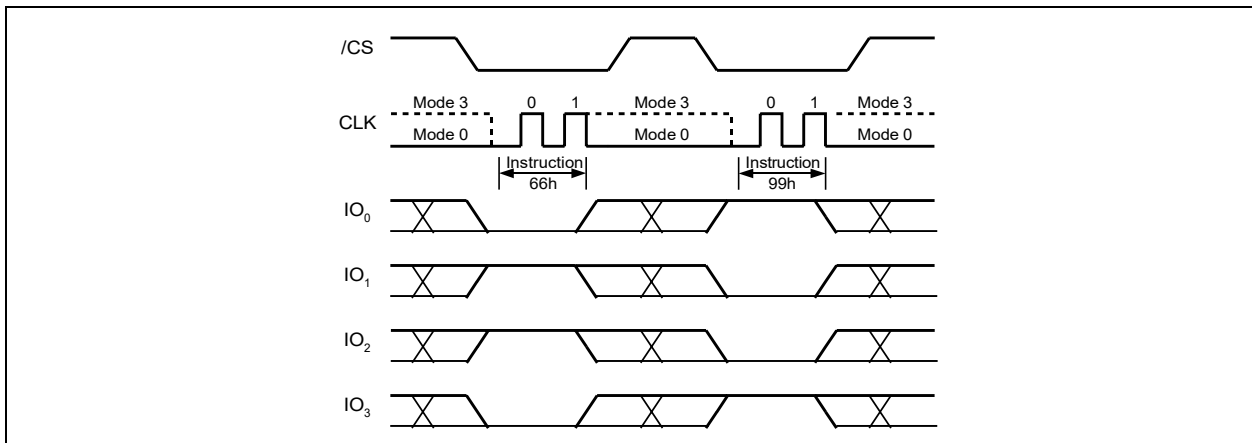 /CS
Mode 3 0 1 Mode 3 0 1 Mode 3
CLK
Mode 0 Mode 0 Mode 0
Instruction Instruction
66h 99h
IO0
IO1
IO2
IO3